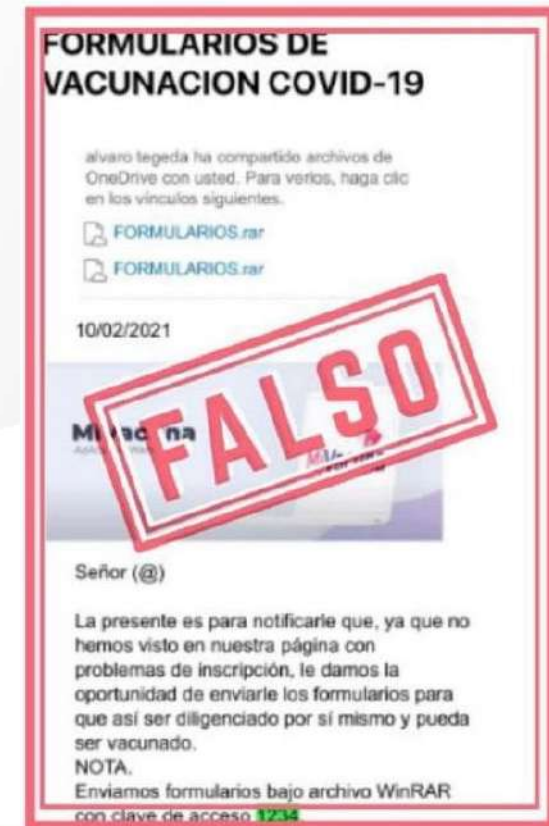 FORMULARIOS DE
VACUNACION COVID-19
alvaro tegeda ha compartido archivos de
OneDrive con usted. Para verlos, haga clic
en los vínculos siguientes.
FORMULARIOS.rar
FORMULARIOS.rar
10/02/2021
FALSO
Señor (@)
La presente es para notificarle que, ya que no
hemos visto en nuestra página con
problemas de inscripción, le damos la
oportunidad de enviarle los formularios para
que así ser diligenciado por sí mismo y pueda
ser vacunado.
NOTA.
Enviamos formularios bajo archivo WinRAR
con clave de acceso 1234